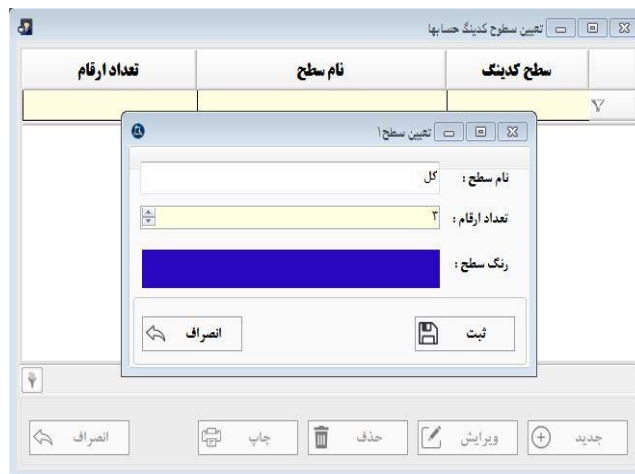 تعیین سطوح کدینگ حسابها
سطح کدینگ نام سطح تعداد ارقام
تعیین سطح۱
نام سطح : کل
تعداد ارقام : ۳
رنگ سطح :
ثبت انصراف
جدید ویرایش حذف چاپ انصراف